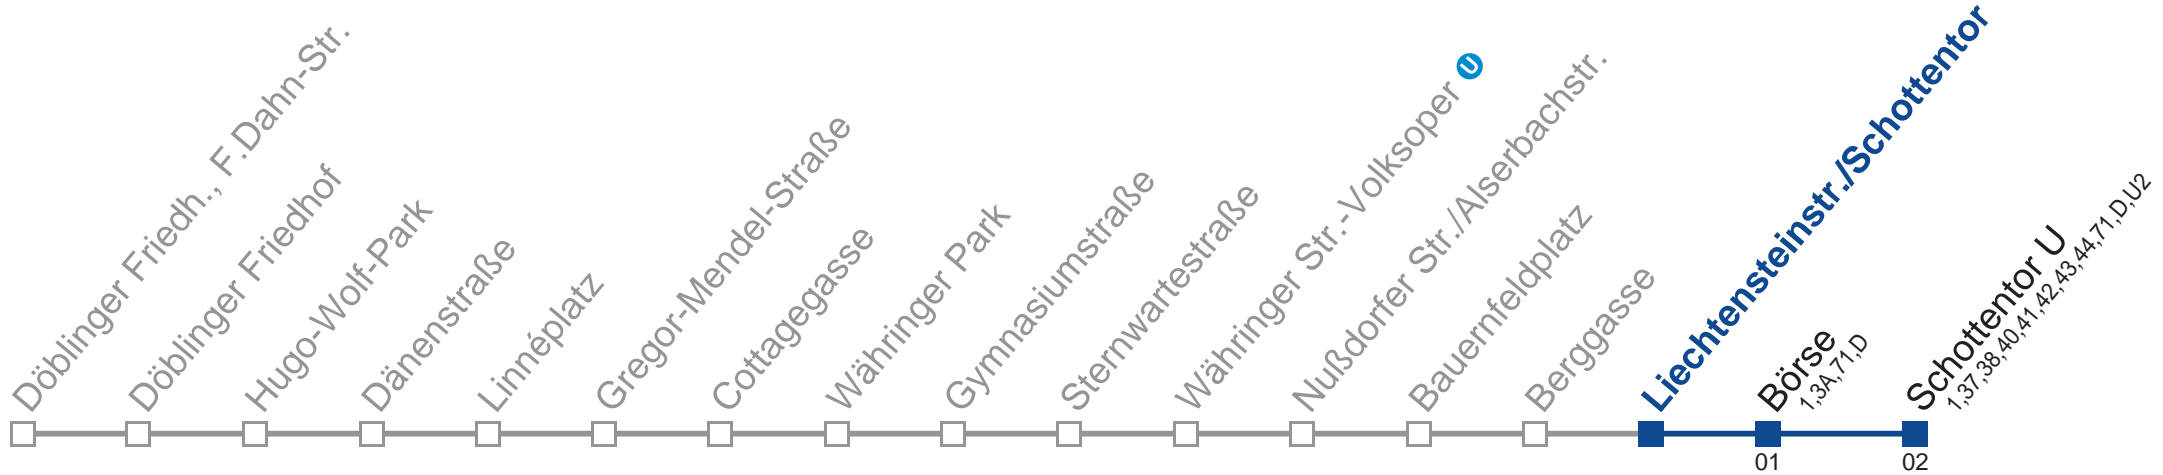 Döblinger Friedh., F.Dahn-Str.
Döblinger Friedhof
Hugo-Wolf-Park
Dänenstraße
Linnéplatz
Gregor-Mendel-Straße
Cottagegasse
Währinger Park
Gymnasiumstraße
Sternwartestraße
Währinger Str.-Volksoper U
Nußdorfer Str./Alserbachstr.
Bauernfeldplatz
Berggasse
Liechtensteinstr./Schottentor
Börse
1,3A,71,D
Schottentor U
1,37,38,40,41,42,43,44,71,D,U2
01
02